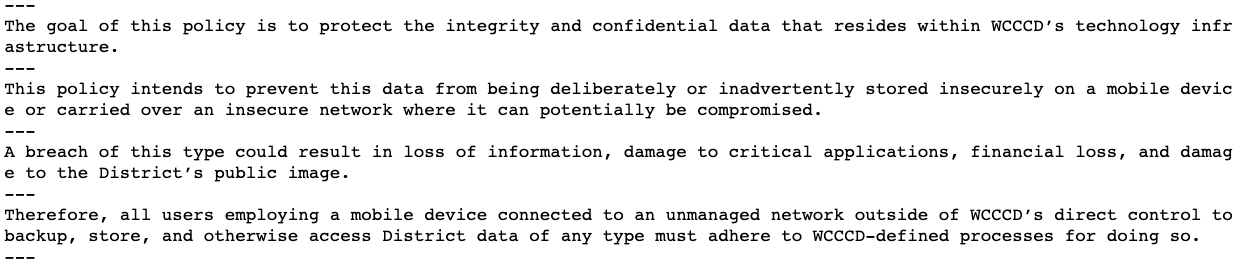 ---
The goal of this policy is to protect the integrity and confidential data that resides within WCCCD’s technology infr
astructure.
---
This policy intends to prevent this data from being deliberately or inadvertently stored insecurely on a mobile devic
e or carried over an insecure network where it can potentially be compromised.
---
A breach of this type could result in loss of information, damage to critical applications, financial loss, and damag
e to the District’s public image.
---
Therefore, all users employing a mobile device connected to an unmanaged network outside of WCCCD’s direct control to
backup, store, and otherwise access District data of any type must adhere to WCCCD-defined processes for doing so.
---